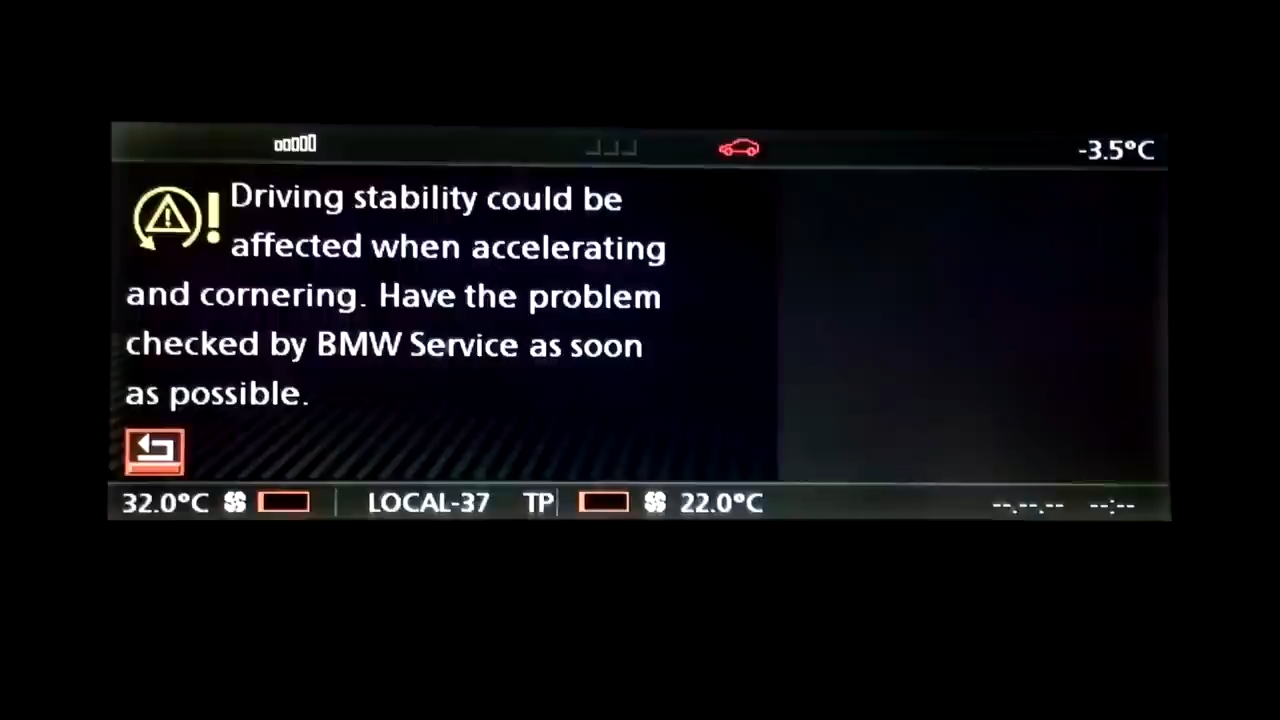 -3.5°C
Driving stability could be
affected when accelerating
and cornering. Have the problem
checked by BMW Service as soon
as possible.
32.0°C LOCAL-37 TP 22.0°C --.--.-- --:--